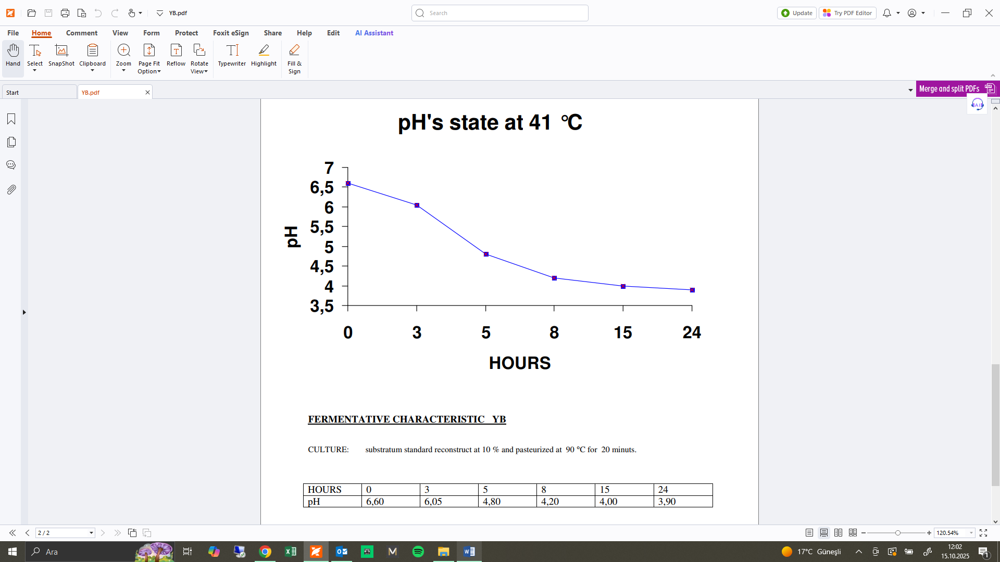 YB.pdf
Search
Update
Try PDF Editor
File Home Comment View Form Protect Foxit eSign Share Help Edit AI Assistant
Hand Select SnapShot Clipboard Zoom Page Fit Option Reflow Rotate View Typewriter Highlight Fill & Sign
Start
YB.pdf
Merge and split PDFs
AI
pH's state at 41 °C
7
6,5
6
5,5
5
4,5
4
3,5
pH
0 3 5 8 15 24
HOURS
FERMENTATIVE CHARACTERISTIC YB
CULTURE: substratum standard reconstruct at 10 % and pasteurized at 90 °C for 20 minuts.
HOURS 0 3 5 8 15 24
pH 6,60 6,05 4,80 4,20 4,00 3,90
2 / 2
120.54%
Ara
17°C Güneşli
12:02
15.10.2025
1